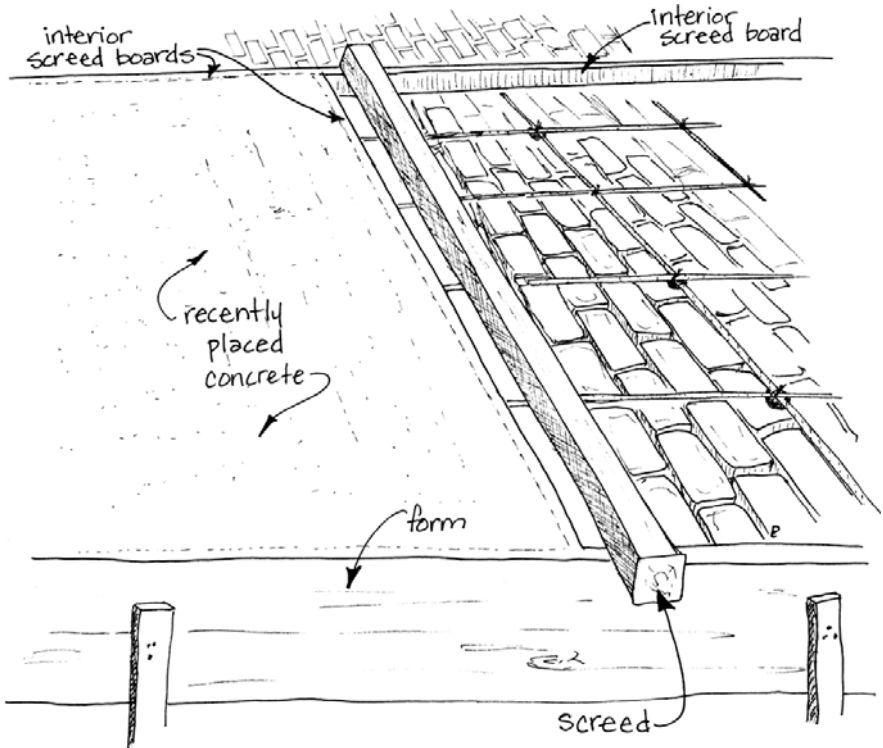 interior
screed boards
interior
screed board
recently
placed
concrete
form
screed